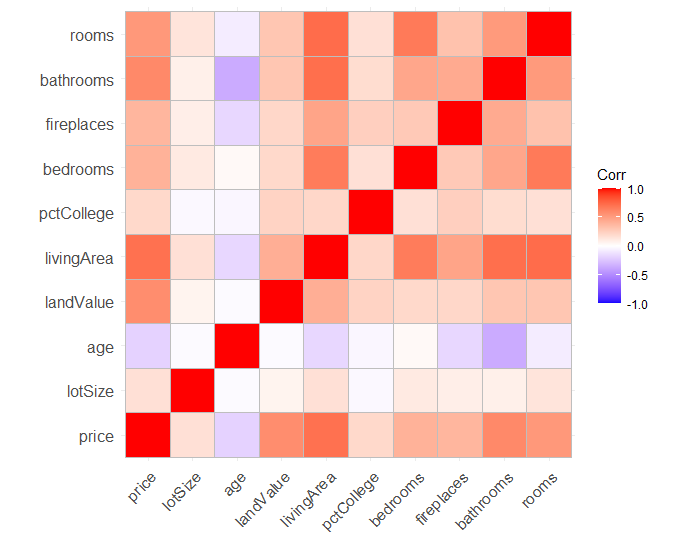 rooms
bathrooms
fireplaces
bedrooms
pctCollege
livingArea
landValue
age
lotSize
price
Corr
1.0
0.5
0.0
-0.5
-1.0
price
lotSize
age
landValue
livingArea
pctCollege
bedrooms
fireplaces
bathrooms
rooms